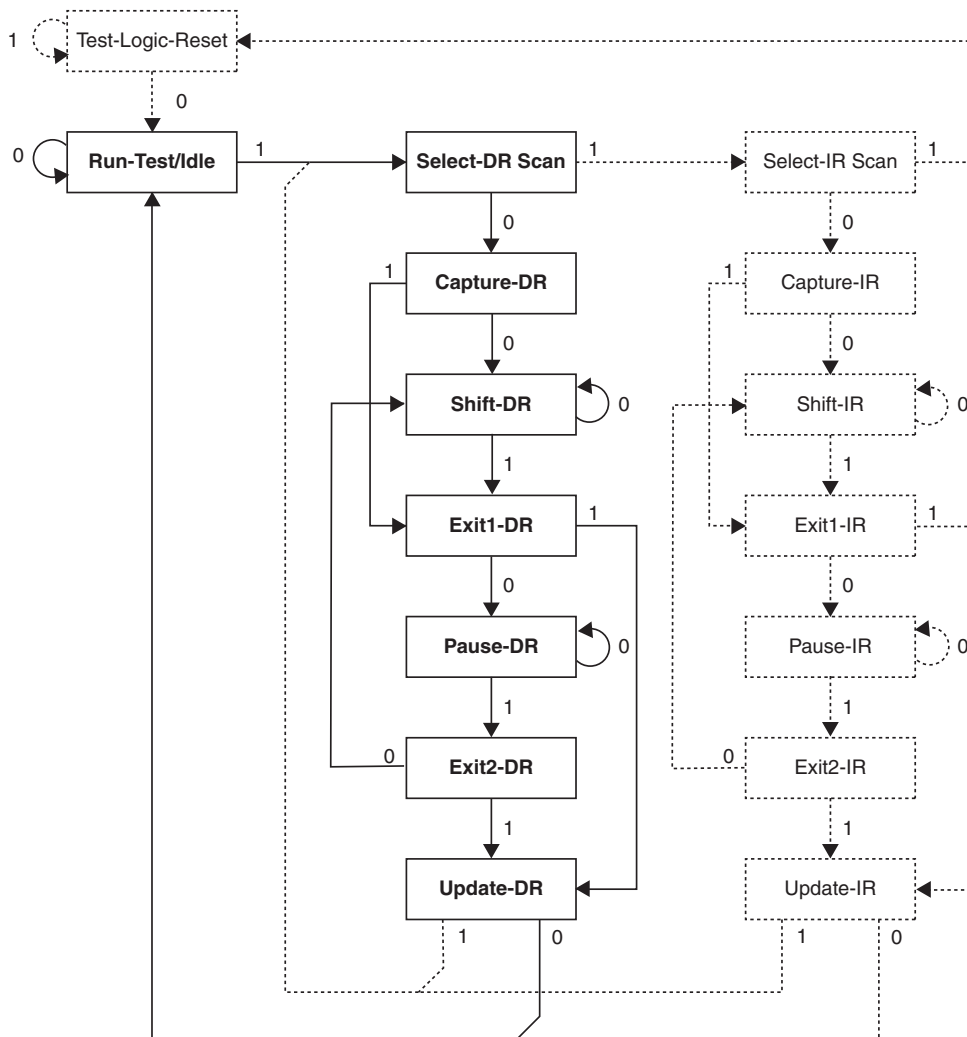 1 Test-Logic-Reset
0
0 Run-Test/Idle 1 Select-DR Scan 1 Select-IR Scan 1
0 0
1 Capture-DR 1 Capture-IR
0 0
Shift-DR 0 Shift-IR 0
1 1
Exit1-DR 1 Exit1-IR 1
0 0
Pause-DR 0 Pause-IR 0
1 1
0 Exit2-DR 0 Exit2-IR
1 1
Update-DR Update-IR
1 0 1 0